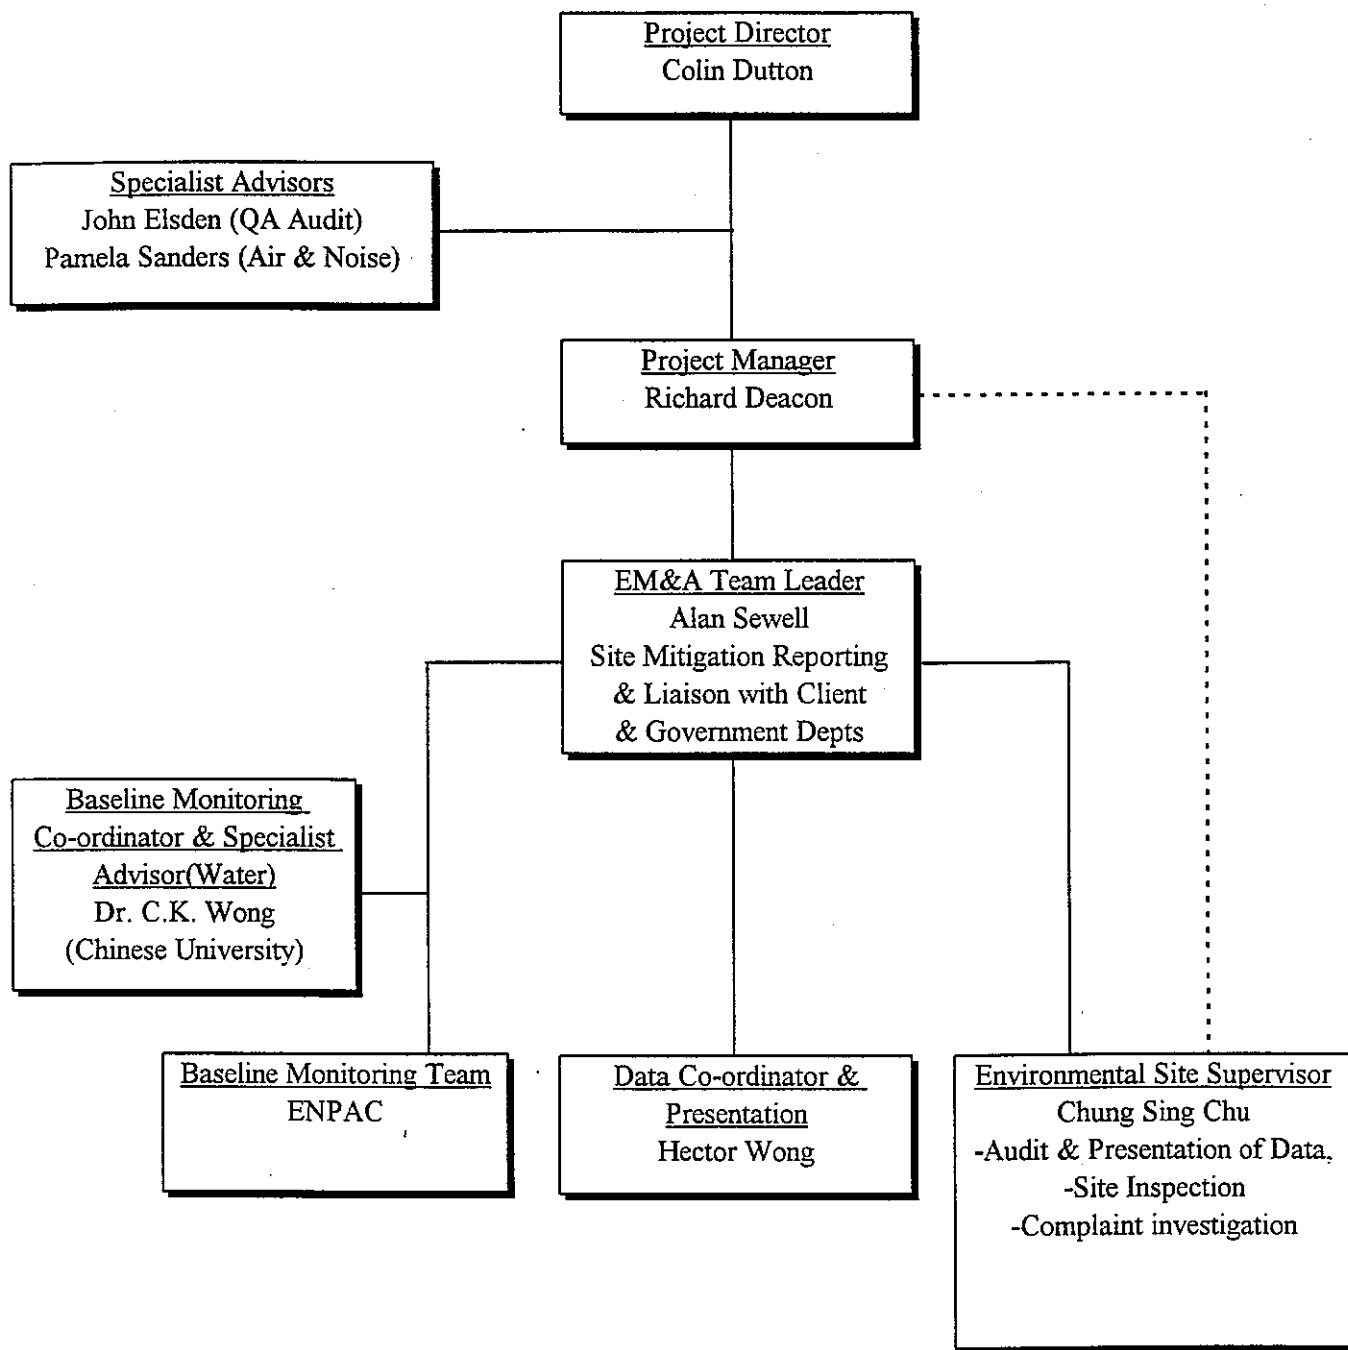 Project Director
Colin Dutton
Specialist Advisors
John Elsden (QA Audit)
Pamela Sanders (Air & Noise)
Project Manager
Richard Deacon
EM&A Team Leader
Alan Sewell
Site Mitigation Reporting
& Liaison with Client
& Government Depts
Baseline Monitoring
Co-ordinator & Specialist
Advisor(Water)
Dr. C.K. Wong
(Chinese University)
Baseline Monitoring Team
ENPAC
Data Co-ordinator &
Presentation
Hector Wong
Environmental Site Supervisor
Chung Sing Chu
-Audit & Presentation of Data,
-Site Inspection
-Complaint investigation